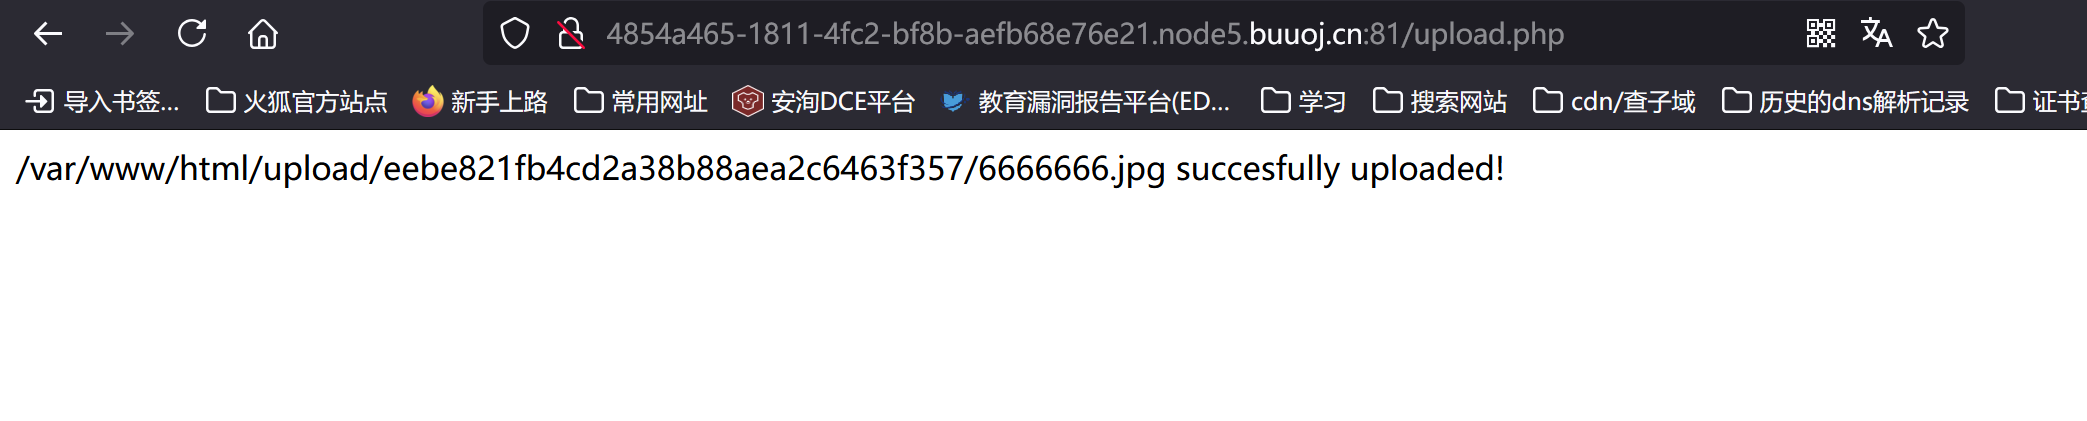 4854a465-1811-4fc2-bf8b-aefb68e76e21.node5.buuoj.cn:81/upload.php
导入书签... 火狐官方站点 新手上路 常用网址 安洵DCE平台 教育漏洞报告平台(ED... 学习 搜索网站 cdn/查子域 历史的dns解析记录 证书
/var/www/html/upload/eebe821fb4cd2a38b88aea2c6463f357/6666666.jpg succesfully uploaded!